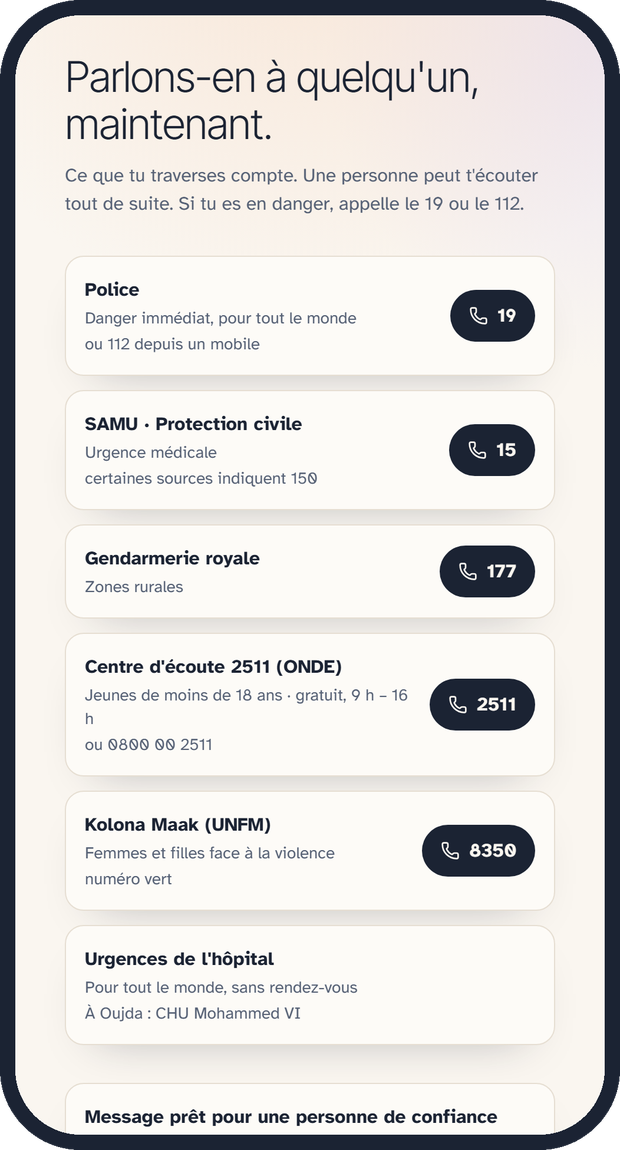 Parlons-en à quelqu'un,
maintenant.
Ce que tu traverses compte. Une personne peut t'écouter
tout de suite. Si tu es en danger, appelle le 19 ou le 112.
Police
Danger immédiat, pour tout le monde
ou 112 depuis un mobile
19
SAMU · Protection civile
Urgence médicale
certaines sources indiquent 150
15
Gendarmerie royale
Zones rurales
177
Centre d'écoute 2511 (ONDE)
Jeunes de moins de 18 ans · gratuit, 9 h – 16
h
ou 0800 00 2511
2511
Kolona Maak (UNFM)
Femmes et filles face à la violence
numéro vert
8350
Urgences de l'hôpital
Pour tout le monde, sans rendez-vous
À Oujda : CHU Mohammed VI
Message prêt pour une personne de confiance